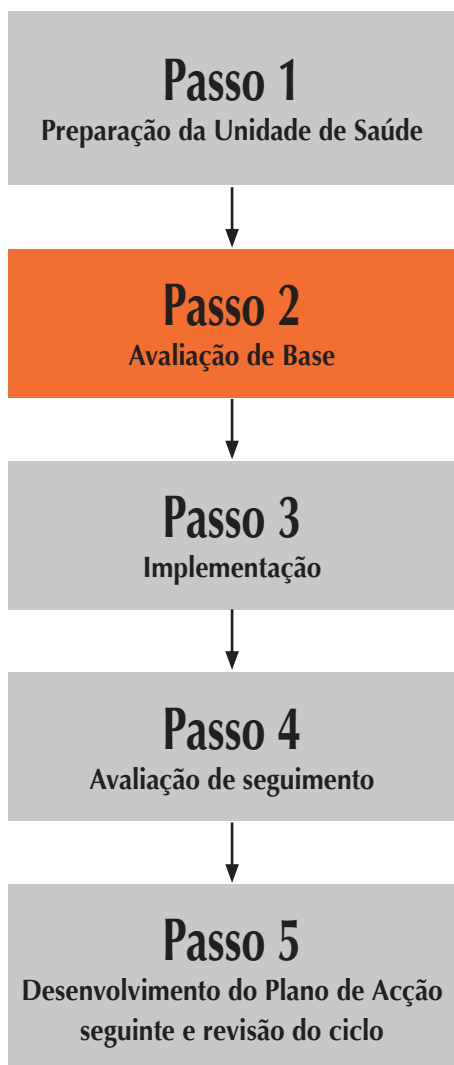 Passo 1
Preparação da Unidade de Saúde
Passo 2
Avaliação de Base
Passo 3
Implementação
Passo 4
Avaliação de seguimento
Passo 5
Desenvolvimento do Plano de Acção
seguinte e revisão do ciclo